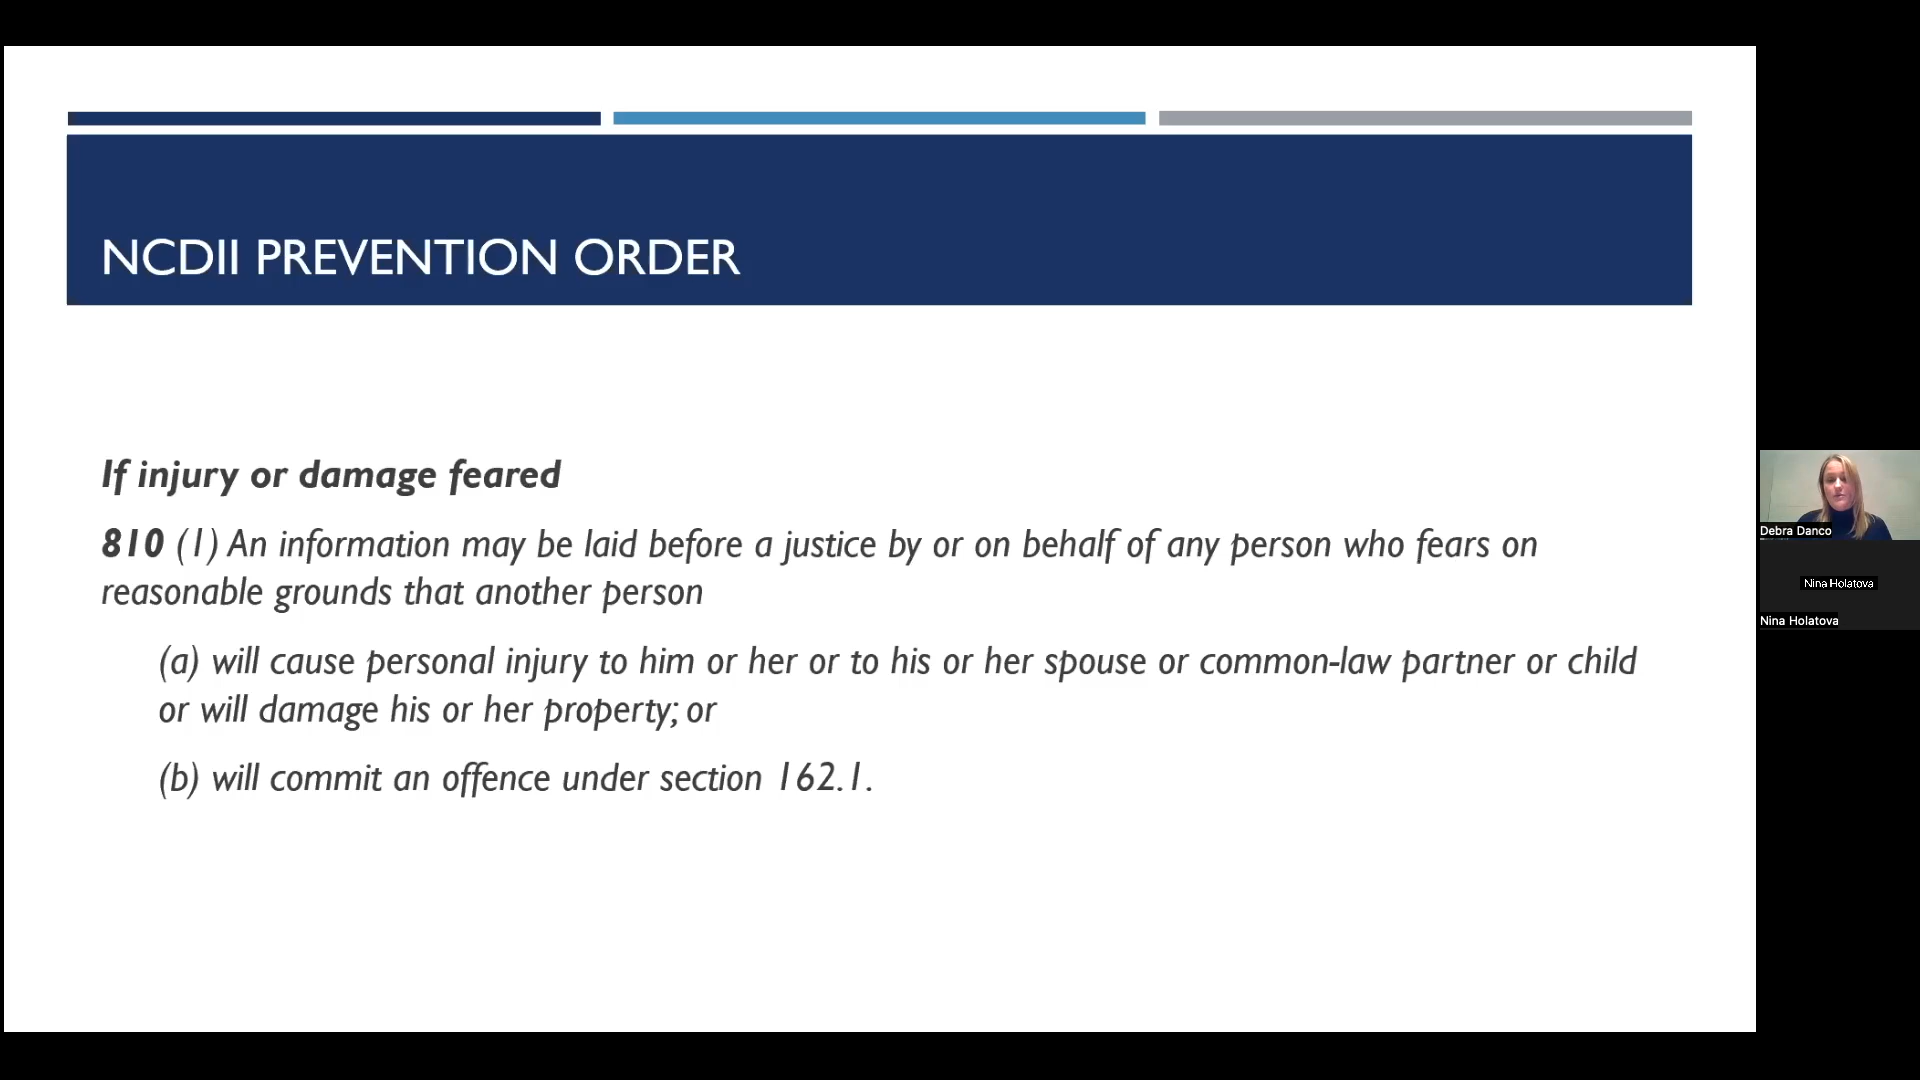 NCDII PREVENTION ORDER
If injury or damage feared
810 (1) An information may be laid before a justice by or on behalf of any person who fears on
reasonable grounds that another person
(a) will cause personal injury to him or her or to his or her spouse or common-law partner or child
or will damage his or her property; or
(b) will commit an offence under section 162.1.
Debra Danco
Nina Holatova
Nina Holatova